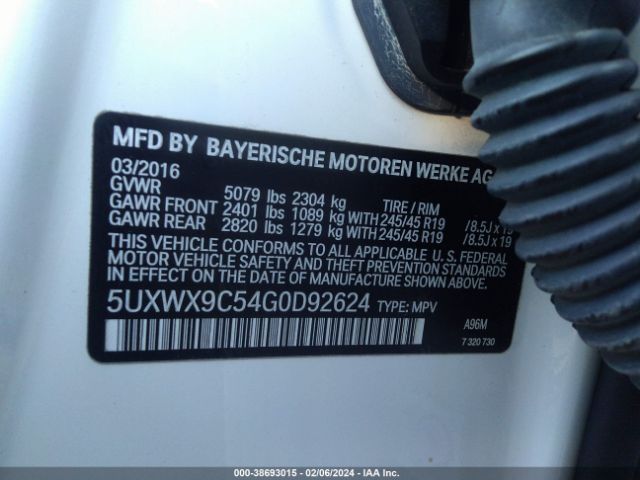 MFD BY BAYERISCHE MOTOREN WERKE AG
03/2016
GVWR 5079 lbs 2304 kg TIRE / RIM
GAWR FRONT 2401 lbs 1089 kg WITH 245/45 R19 /8.5J x 19
GAWR REAR 2820 lbs 1279 kg WITH 245/45 R19 /8.5J x 19
THIS VEHICLE CONFORMS TO ALL APPLICABLE U. S. FEDERAL
MOTOR VEHICLE SAFETY AND THEFT PREVENTION STANDARDS
IN EFFECT ON THE DATE OF MANUFACTURE SHOWN ABOVE.
5UXWX9C54G0D92624 TYPE: MPV
A96M
7 320 730
000-38693015 / 02/06/2024 - IAA Inc.